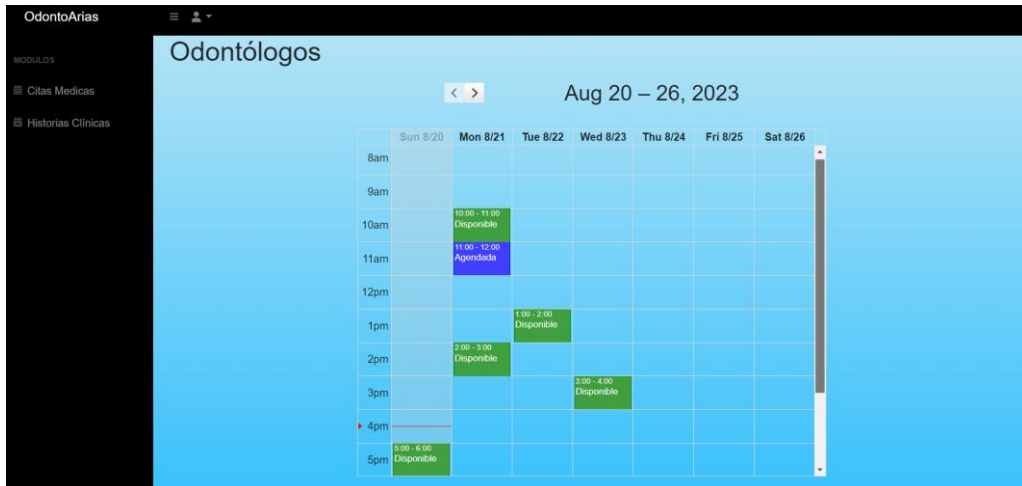 OdontoArias
MODULOS
Citas Medicas
Historias Clínicas
Odontólogos
Aug 20 – 26, 2023
Sun 8/20 Mon 8/21 Tue 8/22 Wed 8/23 Thu 8/24 Fri 8/25 Sat 8/26
8am
9am
10:00 - 11:00
10am Disponible
11:00 - 12:00
11am Agendada
12pm
1:00 - 2:00
1pm Disponible
2:00 - 3:00
2pm Disponible
3:00 - 4:00
3pm Disponible
4pm
5:00 - 6:00
5pm Disponible